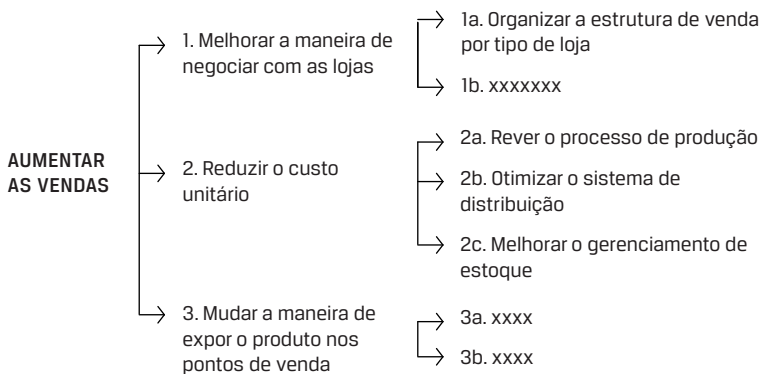 AUMENTAR
AS VENDAS
1. Melhorar a maneira de
negociar com as lojas
1a. Organizar a estrutura de venda
por tipo de loja
1b. xxxxxxx
2. Reduzir o custo
unitário
2a. Rever o processo de produção
2b. Otimizar o sistema de
distribuição
2c. Melhorar o gerenciamento de
estoque
3. Mudar a maneira de
expor o produto nos
pontos de venda
3a. xxxx
3b. xxxx